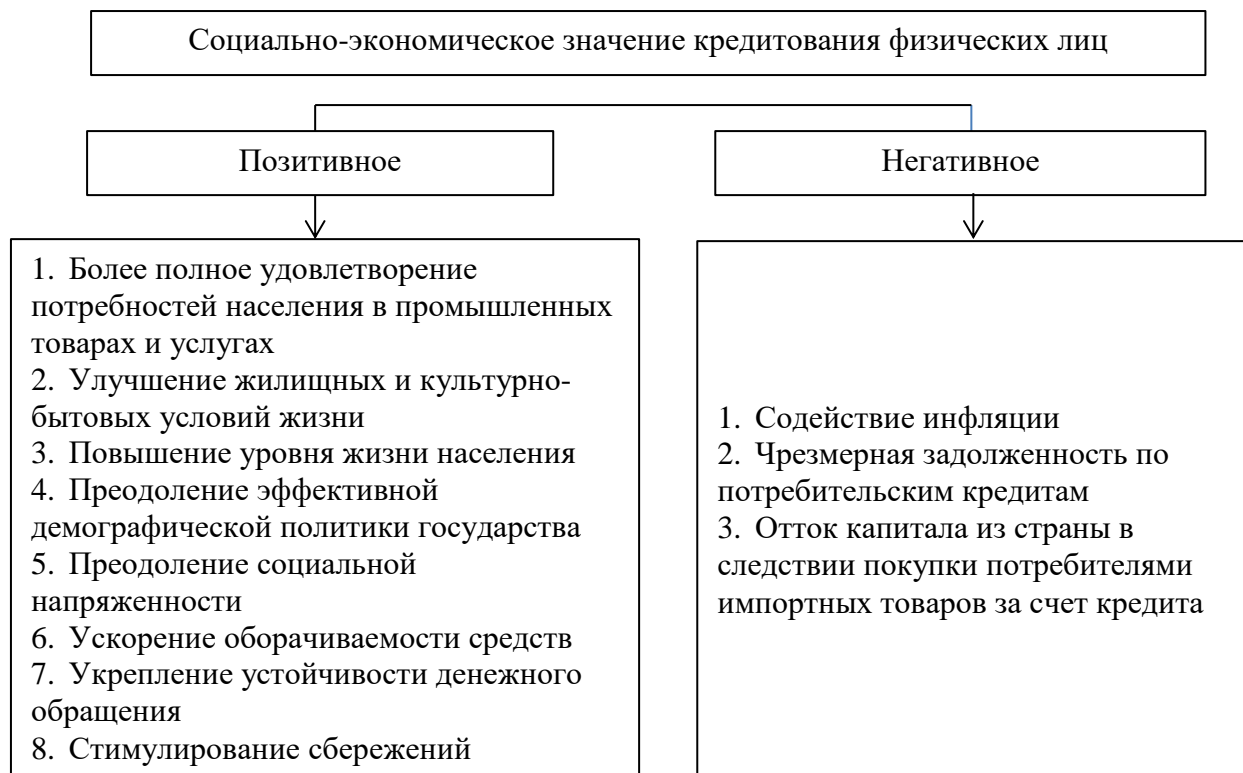 Социально-экономическое значение кредитования физических лиц
Позитивное
Негативное
1. Более полное удовлетворение
потребностей населения в промышленных
товарах и услугах
2. Улучшение жилищных и культурно-
бытовых условий жизни
3. Повышение уровня жизни населения
4. Преодоление эффективной
демографической политики государства
5. Преодоление социальной
напряженности
6. Ускорение оборачиваемости средств
7. Укрепление устойчивости денежного
обращения
8. Стимулирование сбережений
1. Содействие инфляции
2. Чрезмерная задолженность по
потребительским кредитам
3. Отток капитала из страны в
следствии покупки потребителями
импортных товаров за счет кредита